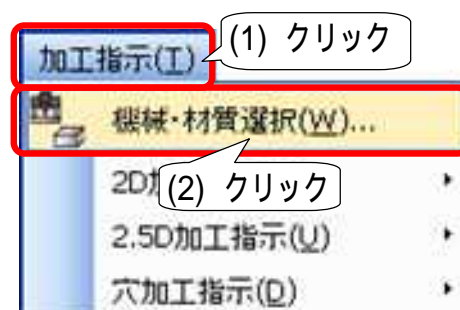 加工指示(T)
(1) クリック
機械・材質選択(W)...
2D加
(2) クリック
2.5D加工指示(U)
穴加工指示(D)